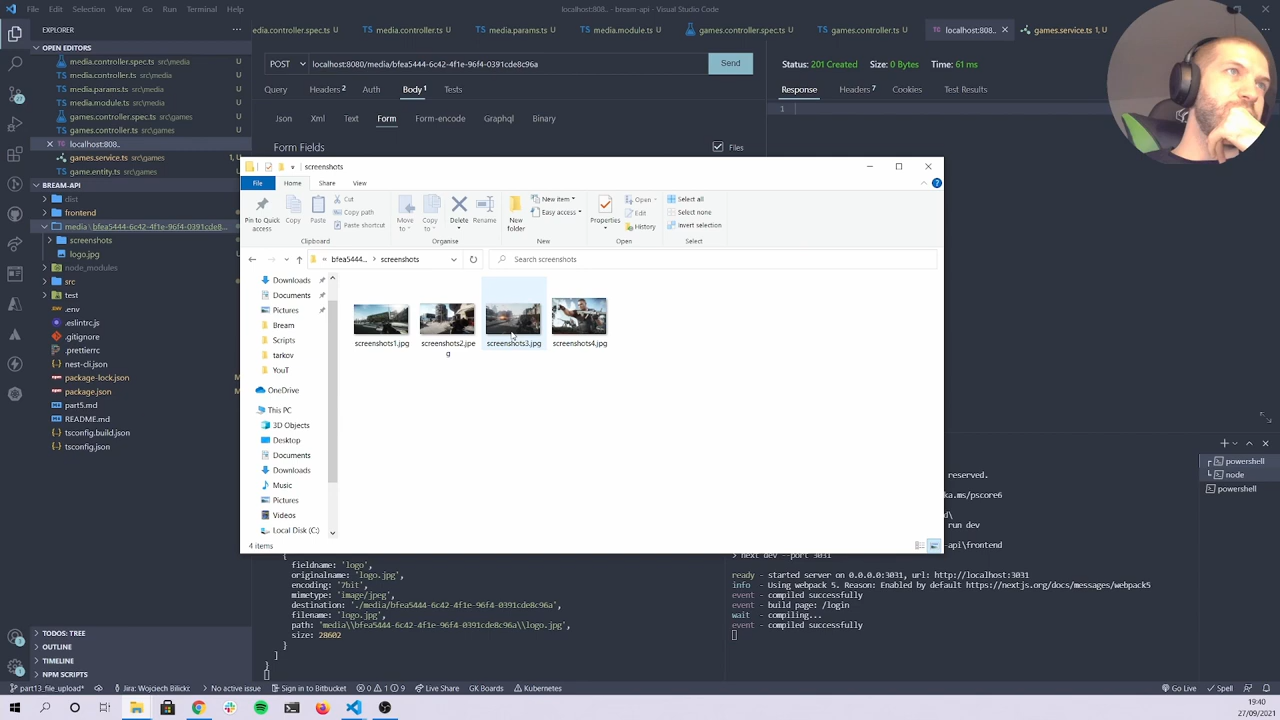 File Edit Selection View Go Run Terminal Help
localhost:808.. - bream-api - Visual Studio Code
EXPLORER
OPEN EDITORS
media.controller.spec.ts U
media.controller.ts src\media U
media.params.ts src\media U
media.module.ts src\media U
games.controller.spec.ts U
games.controller.ts src\games U
localhost:808..
games.service.ts src\games 1, U
game.entity.ts src\games
BREAM-API
dist
frontend
media \ bfea5444-6c42-4f1e-96f4-0391cde8...
screenshots
logo.jpg
node_modules
src
test
.env
.eslintrc.js
.gitignore
.prettierrc
nest-cli.json
package-lock.json M
package.json M
part5.md
README.md
tsconfig.build.json
tsconfig.json
TODOS: TREE
OUTLINE
TIMELINE
NPM SCRIPTS
edia.controller.spec.ts U media.controller.ts U media.params.ts U media.module.ts U games.controller.spec.ts U games.controller.ts U localhost:808.. games.service.ts 1, U
POST localhost:8080/media/bfea5444-6c42-4f1e-96f4-0391cde8c96a Send
Query Headers 2 Auth Body 1 Tests
Json Xml Text Form Form-encode Graphql Binary
Form Fields Files
Status: 201 Created Size: 0 Bytes Time: 61 ms
Response Headers 7 Cookies Test Results
1
screenshots
File Home Share View
Pin to Quick access Copy Paste Cut Copy path Paste shortcut
Move to Copy to Delete Rename
New Folder New item Easy access
Properties Open Edit History
Select all Select none Invert selection
Clipboard Organise New Open Select
« bfea5444... screenshots
Search screenshots
Downloads
Documents
Pictures
Bream
Scripts
tarkov
YouT
OneDrive
This PC
3D Objects
Desktop
Documents
Downloads
Music
Pictures
Videos
Local Disk (C:)
screenshots1.jpg screenshots2.jpeg screenshots3.jpg screenshots4.jpg
4 items
{
fieldname: 'logo',
originalname: 'logo.jpg',
encoding: '7bit',
mimetype: 'image/jpeg',
destination: './media/bfea5444-6c42-4f1e-96f4-0391cde8c96a',
filename: 'logo.jpg',
path: 'media\\bfea5444-6c42-4f1e-96f4-0391cde8c96a\\logo.jpg',
size: 28602
}
]
}
reserved.
ka.ms/pscore6
d\
run dev
-api\frontend
> next dev --port 3031
ready - started server on 0.0.0.0:3031, url: http://localhost:3031
info - Using webpack 5. Reason: Enabled by default https://nextjs.org/docs/messages/webpack5
event - compiled successfully
event - build page: /login
wait - compiling...
event - compiled successfully
powershell
node
powershell
part13_file_upload* Jira: Wojciech Bilicki: No active issue Sign in to Bitbucket 0 1 9 Live Share GK Boards Kubernetes Go Live Spell
19:40
27/09/2021